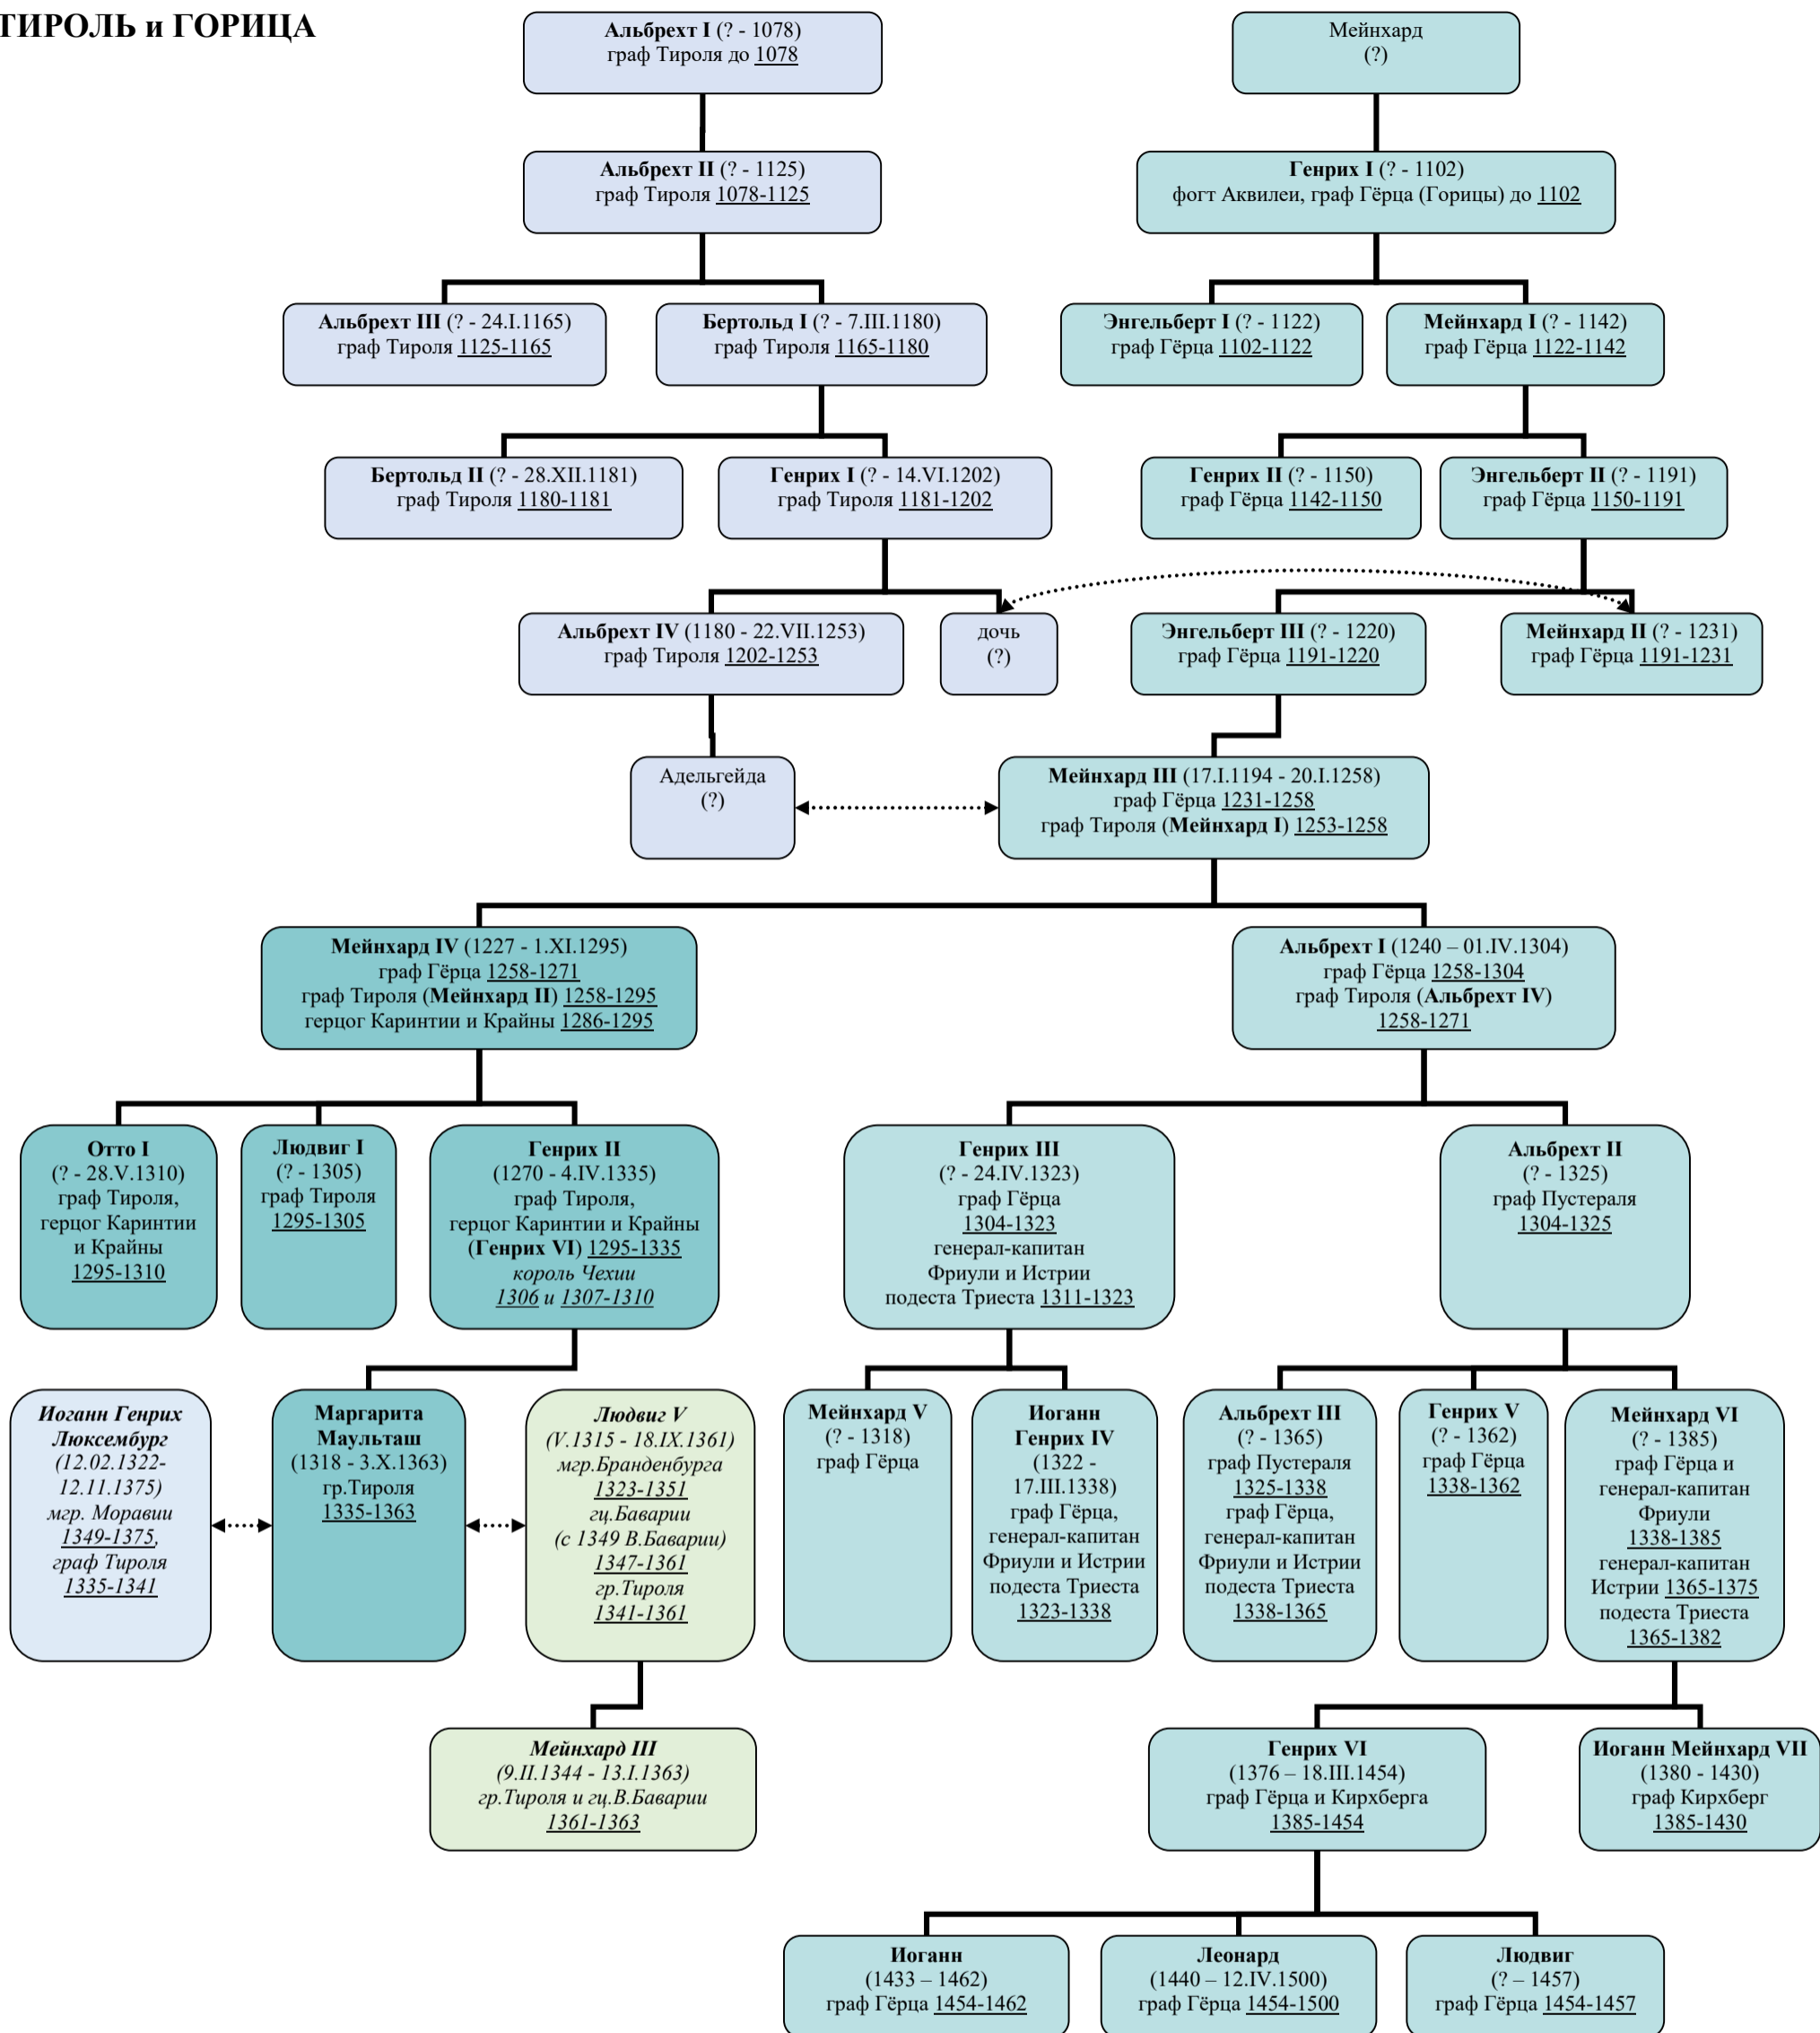 ТИРОЛЬ и ГОРИЦА
Альбрехт I (? - 1078)
граф Тироля до 1078
Мейнхард
(?)
Альбрехт II (? - 1125)
граф Тироля 1078-1125
Генрих I (? - 1102)
фогт Аквилеи, граф Гёрца (Горицы) до 1102
Альбрехт III (? - 24.I.1165)
граф Тироля 1125-1165
Бертольд I (? - 7.III.1180)
граф Тироля 1165-1180
Энгельберт I (? - 1122)
граф Гёрца 1102-1122
Мейнхард I (? - 1142)
граф Гёрца 1122-1142
Бертольд II (? - 28.XII.1181)
граф Тироля 1180-1181
Генрих I (? - 14.VI.1202)
граф Тироля 1181-1202
Генрих II (? - 1150)
граф Гёрца 1142-1150
Энгельберт II (? - 1191)
граф Гёрца 1150-1191
Альбрехт IV (1180 - 22.VII.1253)
граф Тироля 1202-1253
дочь
(?)
Энгельберт III (? - 1220)
граф Гёрца 1191-1220
Мейнхард II (? - 1231)
граф Гёрца 1191-1231
Адельгейда
(?)
Мейнхард III (17.I.1194 - 20.I.1258)
граф Гёрца 1231-1258
граф Тироля (Мейнхард I) 1253-1258
Мейнхард IV (1227 - 1.XI.1295)
граф Гёрца 1258-1271
граф Тироля (Мейнхард II) 1258-1295
герцог Каринтии и Крайны 1286-1295
Альбрехт I (1240 – 01.IV.1304)
граф Гёрца 1258-1304
граф Тироля (Альбрехт IV)
1258-1271
Отто I
(? - 28.V.1310)
граф Тироля,
герцог Каринтии
и Крайны
1295-1310
Людвиг I
(? - 1305)
граф Тироля
1295-1305
Генрих II
(1270 - 4.IV.1335)
граф Тироля,
герцог Каринтии и Крайны
(Генрих VI) 1295-1335
король Чехии
1306 и 1307-1310
Генрих III
(? - 24.IV.1323)
граф Гёрца
1304-1323
генерал-капитан
Фриули и Истрии
подеста Триеста 1311-1323
Альбрехт II
(? - 1325)
граф Пустераля
1304-1325
Иоганн Генрих
Люксембург
(12.02.1322-
12.11.1375)
мгр. Моравии
1349-1375,
граф Тироля
1335-1341
Маргарита
Маульташ
(1318 - 3.X.1363)
гр.Тироля
1335-1363
Людвиг V
(V.1315 - 18.IX.1361)
мгр.Бранденбурга
1323-1351
гц.Баварии
(с 1349 В.Баварии)
1347-1361
гр.Тироля
1341-1361
Мейнхард V
(? - 1318)
граф Гёрца
Иоганн
Генрих IV
(1322 -
17.III.1338)
граф Гёрца,
генерал-капитан
Фриули и Истрии
подеста Триеста
1323-1338
Альбрехт III
(? - 1365)
граф Пустераля
1325-1338
граф Гёрца,
генерал-капитан
Фриули и Истрии
подеста Триеста
1338-1365
Генрих V
(? - 1362)
граф Гёрца
1338-1362
Мейнхард VI
(? - 1385)
граф Гёрца и
генерал-капитан
Фриули
1338-1385
генерал-капитан
Истрии 1365-1375
подеста Триеста
1365-1382
Мейнхард III
(9.II.1344 - 13.I.1363)
гр.Тироля и гц.В.Баварии
1361-1363
Генрих VI
(1376 – 18.III.1454)
граф Гёрца и Кирхберга
1385-1454
Иоганн Мейнхард VII
(1380 - 1430)
граф Кирхберг
1385-1430
Иоганн
(1433 – 1462)
граф Гёрца 1454-1462
Леонард
(1440 – 12.IV.1500)
граф Гёрца 1454-1500
Людвиг
(? – 1457)
граф Гёрца 1454-1457